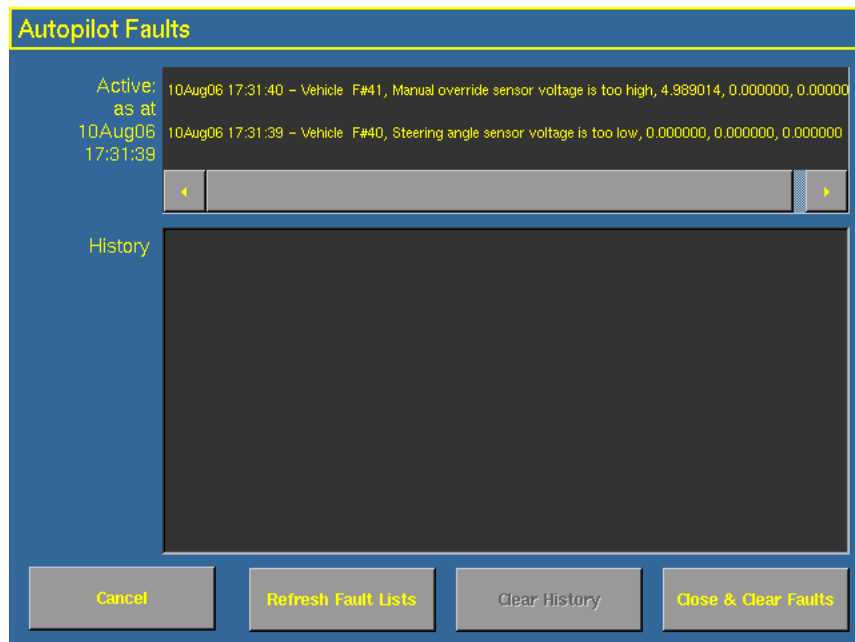 Autopilot Faults
Active:
as at
10Aug06
17:31:39
10Aug06 17:31:40 - Vehicle F#41, Manual override sensor voltage is too high, 4.989014, 0.000000, 0.00000
10Aug06 17:31:39 - Vehicle F#40, Steering angle sensor voltage is too low, 0.000000, 0.000000, 0.000000
History
Cancel
Refresh Fault Lists
Clear History
Close & Clear Faults